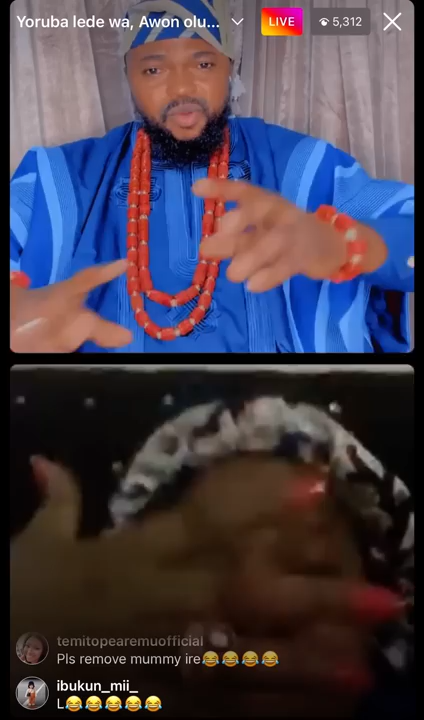 Yoruba lede wa, Awon olu...
LIVE
5,312
temitopearemuofficial
Pls remove mummy ire😂😂😂😂
ibukun_mii_
L😂😂😂😂😂